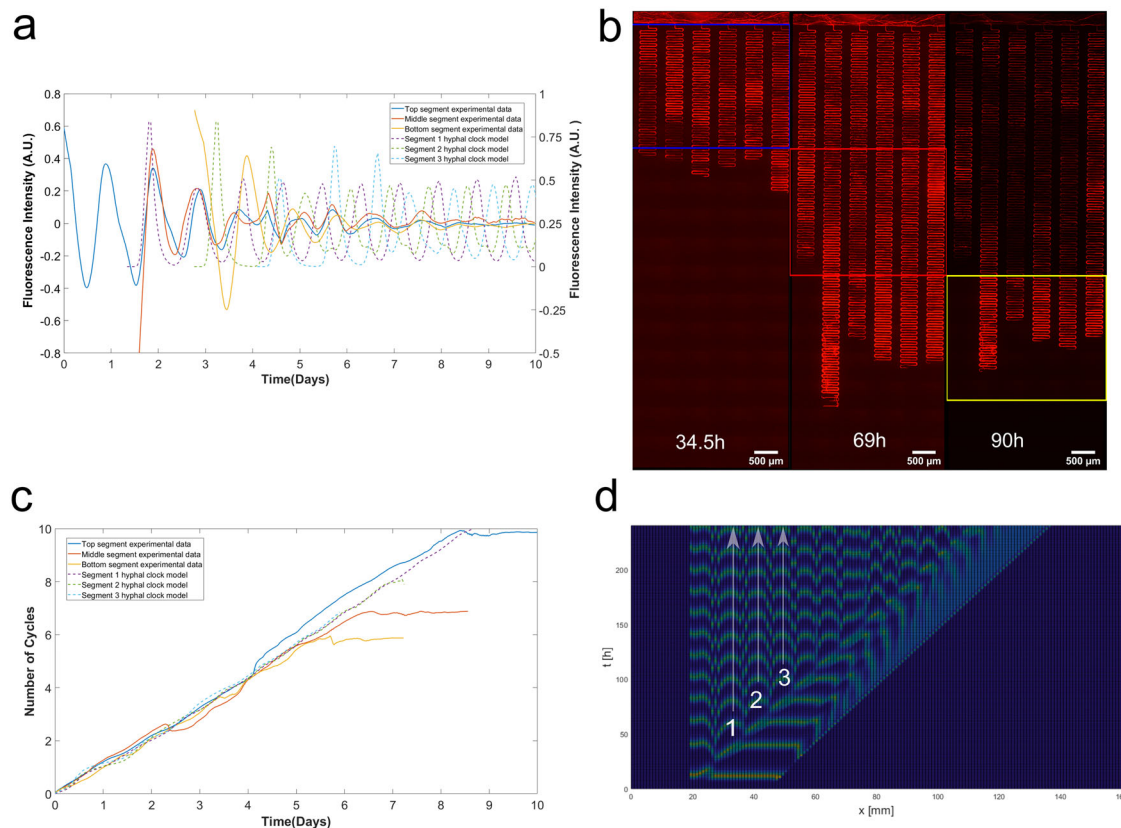 a
0.8
0.6
0.4
0.2
0
-0.2
-0.4
-0.6
-0.8
Fluorescence Intensity (A.U.)
1
0.75
0.5
0.25
0
-0.25
-0.5
Fluorescence Intensity (A.U.)
Top segment experimental data
Middle segment experimental data
Bottom segment experimental data
Segment 1 hyphal clock model
Segment 2 hyphal clock model
Segment 3 hyphal clock model
0 1 2 3 4 5 6 7 8 9 10
Time(Days)
b
34.5h
500 µm
69h
500 µm
90h
500 µm
c
10
8
6
4
2
0
Number of Cycles
Top segment experimental data
Middle segment experimental data
Bottom segment experimental data
Segment 1 hyphal clock model
Segment 2 hyphal clock model
Segment 3 hyphal clock model
0 1 2 3 4 5 6 7 8 9 10
Time(Days)
d
200
150
100
50
0
t [h]
1
2
3
0 20 40 60 80 100 120 140
x [mm]